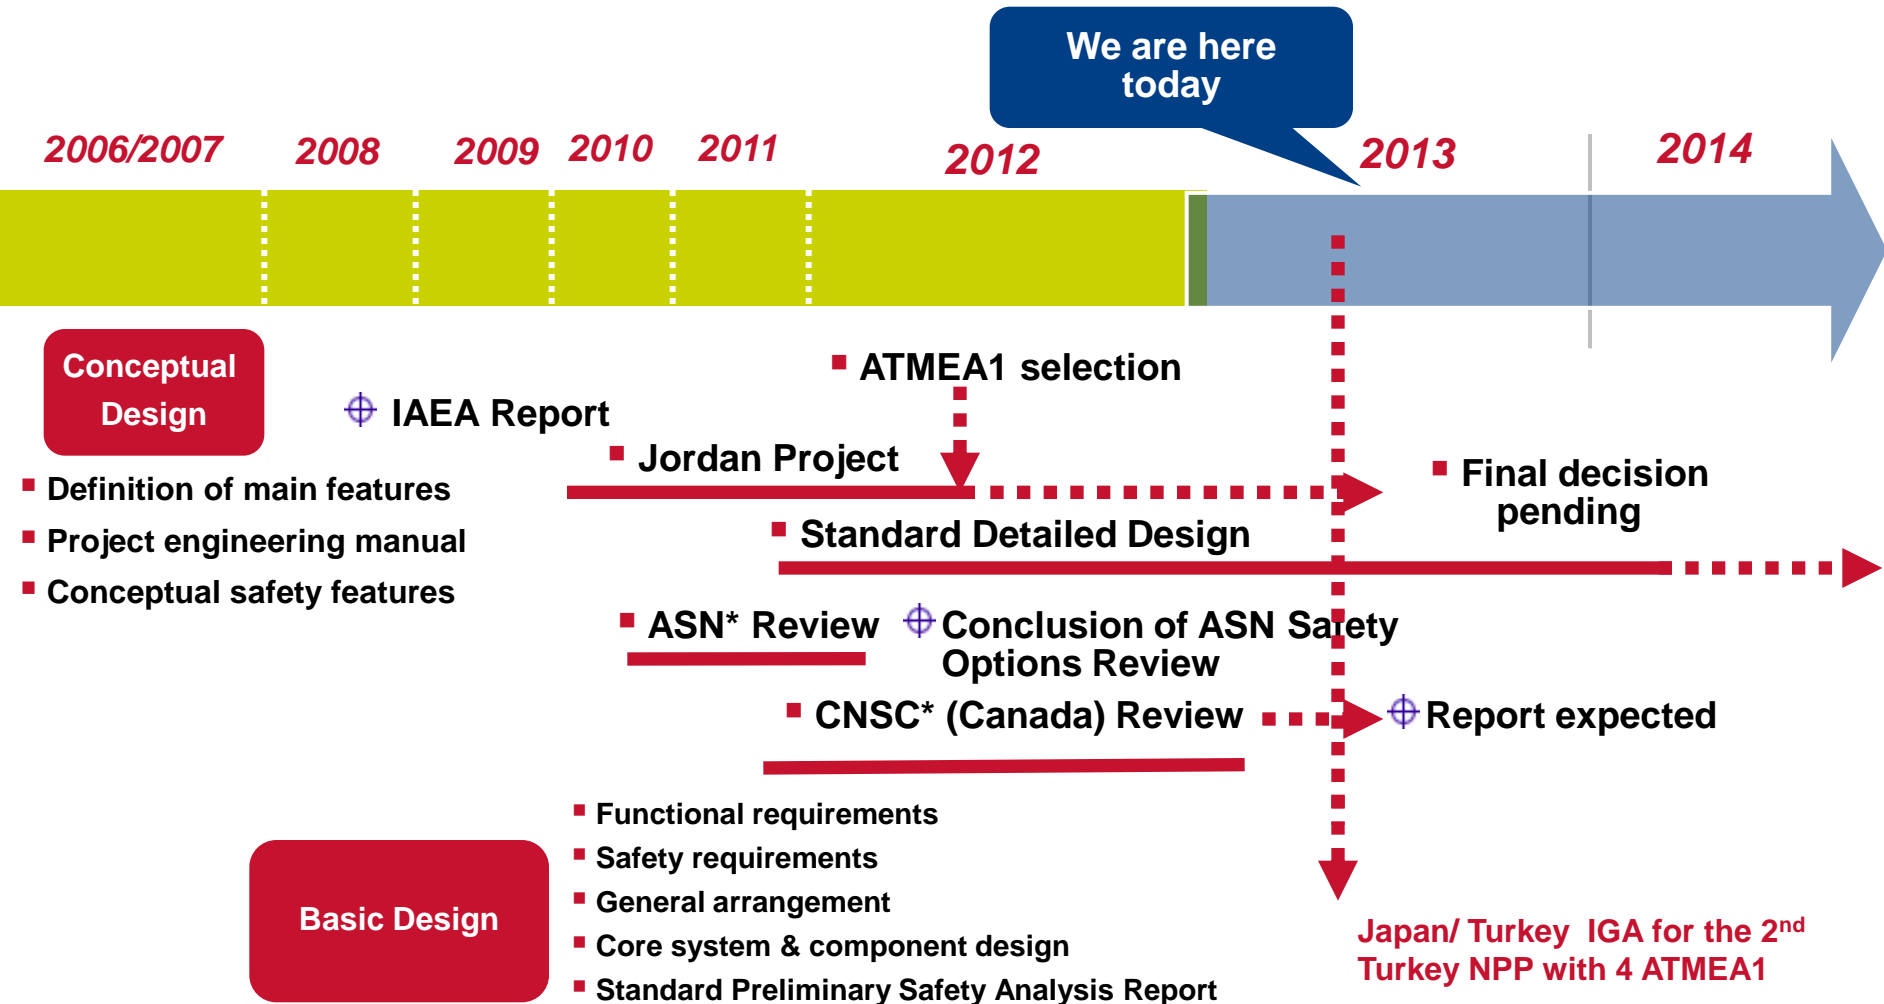 We are here
today
2006/2007
2008
2009
2010
2011
2012
2013
2014
Conceptual
Design
▪ ATMEA1 selection
IAEA Report
▪ Jordan Project
▪ Definition of main features
▪ Project engineering manual
▪ Conceptual safety features
▪ Final decision
pending
▪ Standard Detailed Design
▪ ASN* Review
Conclusion of ASN Safety
Options Review
▪ CNSC* (Canada) Review
Report expected
Basic Design
▪ Functional requirements
▪ Safety requirements
▪ General arrangement
▪ Core system & component design
▪ Standard Preliminary Safety Analysis Report
Japan/ Turkey IGA for the 2nd
Turkey NPP with 4 ATMEA1